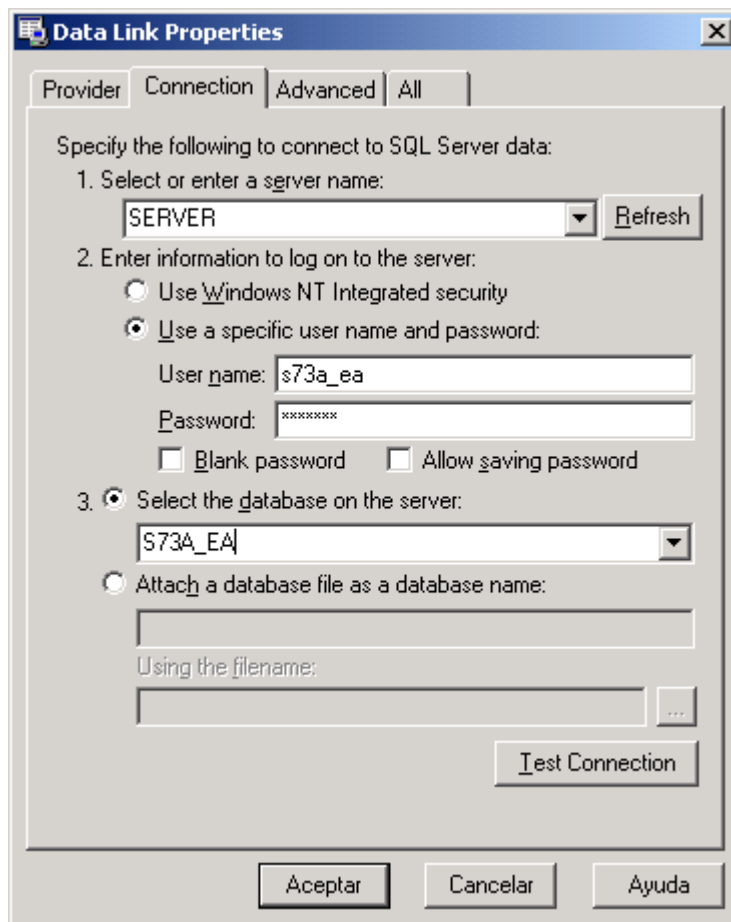 Data Link Properties
Provider Connection Advanced All
Specify the following to connect to SQL Server data:
1. Select or enter a server name:
SERVER Refresh
2. Enter information to log on to the server:
Use Windows NT Integrated security
Use a specific user name and password:
User name: s73a_ea
Password: *******
Blank password Allow saving password
3. Select the database on the server:
S73A_EA
Attach a database file as a database name:
Using the filename:
...
Test Connection
Aceptar Cancelar Ayuda